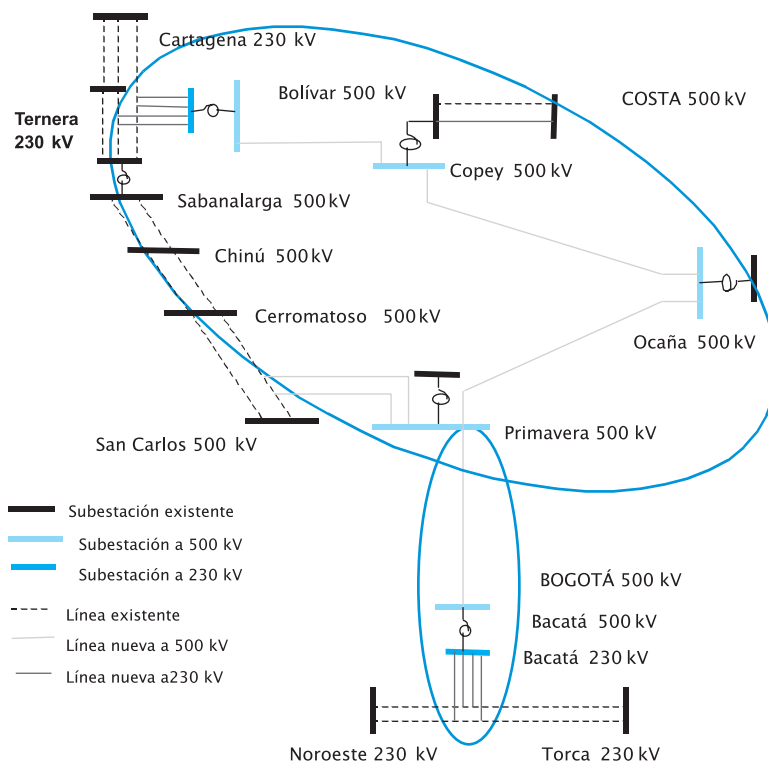 Cartagena 230 kV
Bolívar 500 kV
COSTA 500 kV
Ternera
230 kV
Copey 500 kV
Sabanalarga 500 kV
Chinú 500 kV
Cerromatoso 500 kV
Ocaña 500 kV
San Carlos 500 kV
Primavera 500 kV
Subestación existente
Subestación a 500 kV
Subestación a 230 kV
Línea existente
Línea nueva a 500 kV
Línea nueva a230 kV
BOGOTÁ 500 kV
Bacatá 500 kV
Bacatá 230 kV
Noroeste 230 kV
Torca 230 kV